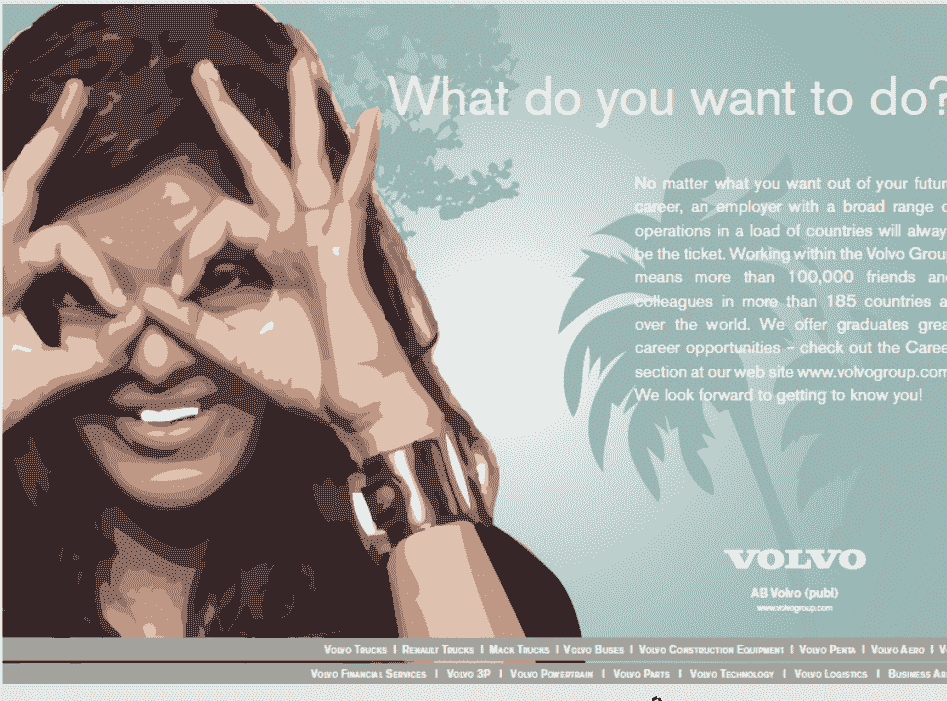 What do you want to do?
No matter what you want out of your futur
career, an employer with a broad range o
operations in a load of countries will alway
be the ticket. Working within the Volvo Grou
means more than 100,000 friends an
colleagues in more than 185 countries a
over the world. We offer graduates grea
career opportunities – check out the Caree
section at our web site www.volvogroup.com
We look forward to getting to know you!
VOLVO
AB Volvo (publ)
www.volvogroup.com
Volvo Trucks | Renault Trucks | Mack Trucks | Volvo Buses | Volvo Construction Equipment | Volvo Penta | Volvo Aero | V
Volvo Financial Services | Volvo 3P | Volvo Powertrain | Volvo Parts | Volvo Technology | Volvo Logistics | Business Ar